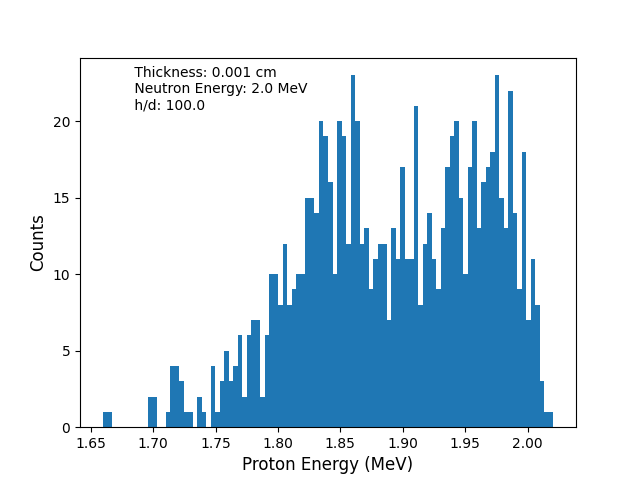 Thickness: 0.001 cm
Neutron Energy: 2.0 MeV
h/d: 100.0
20
15
10
5
0
Counts
1.65 1.70 1.75 1.80 1.85 1.90 1.95 2.00
Proton Energy (MeV)